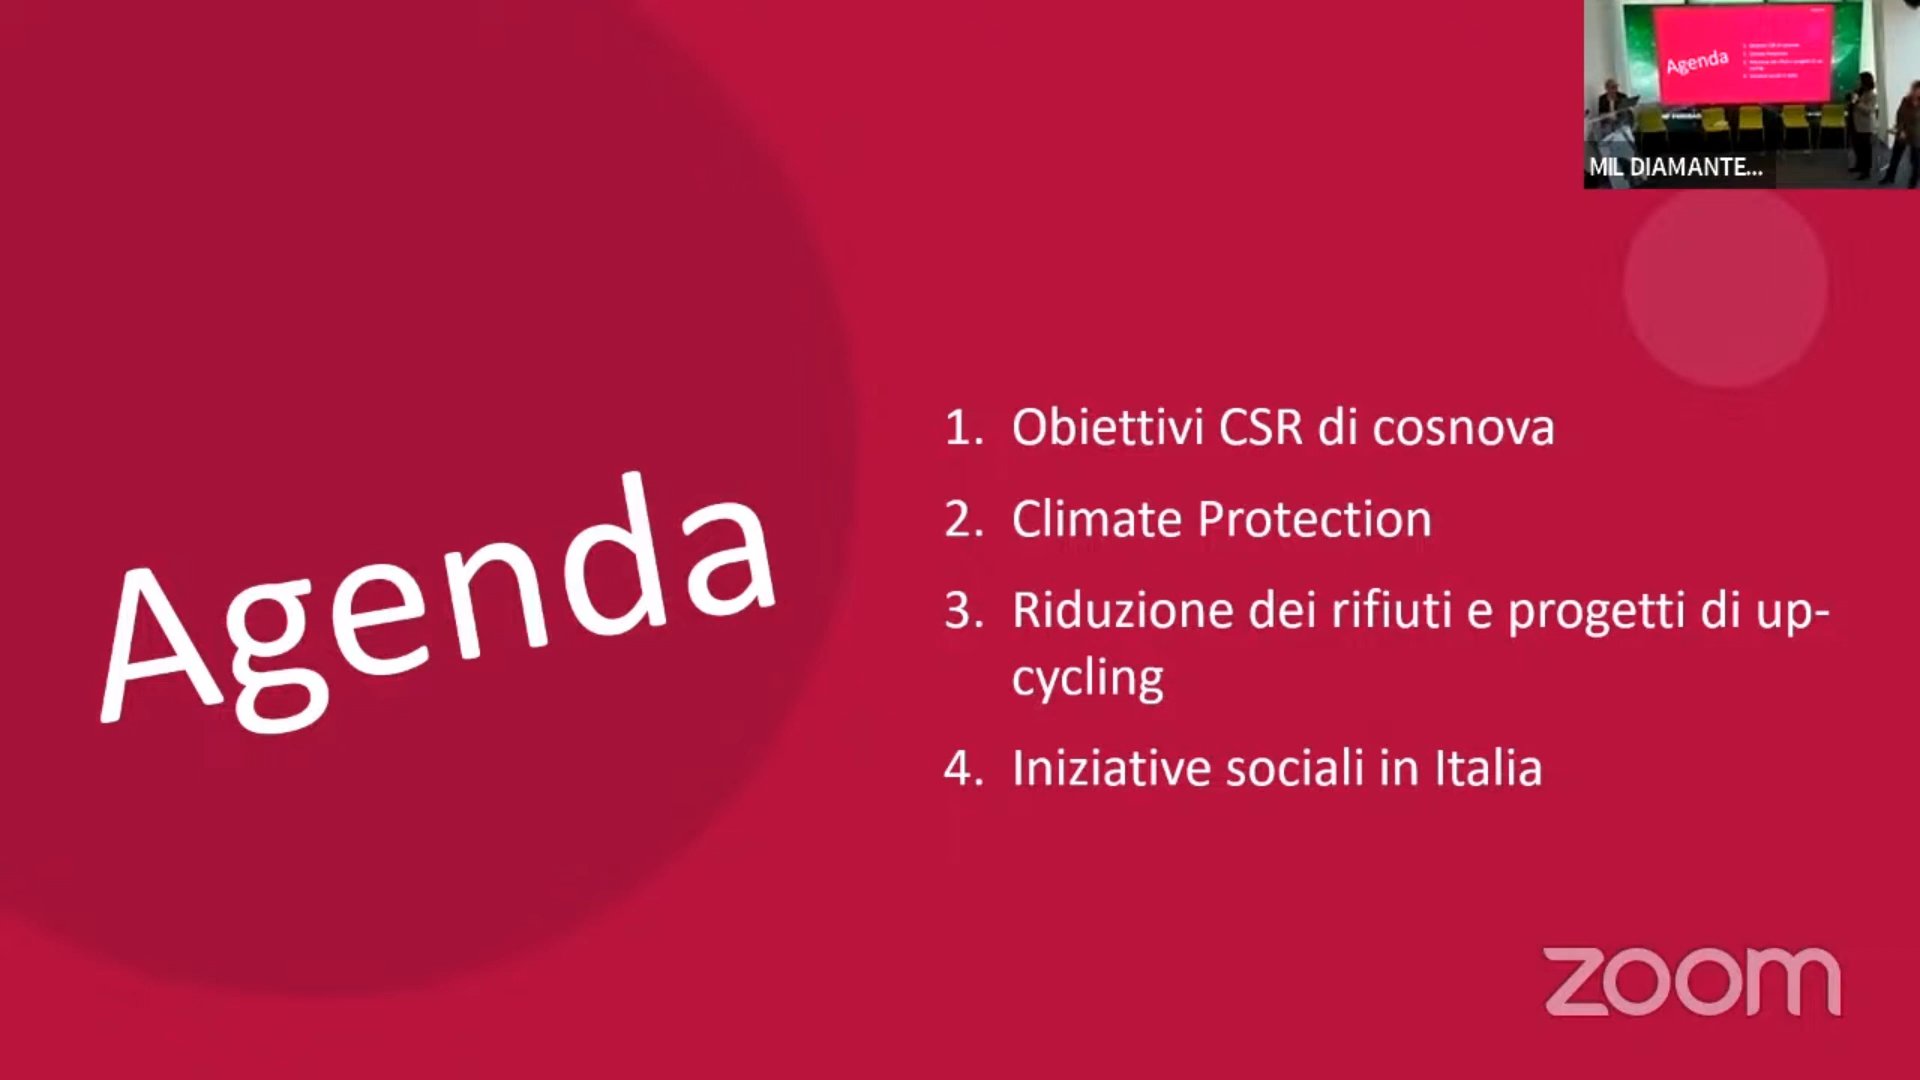 Agenda
MIL DIAMANTE...
Agenda
1. Obiettivi CSR di cosnova
2. Climate Protection
3. Riduzione dei rifiuti e progetti di up-
cycling
4. Iniziative sociali in Italia
zoom